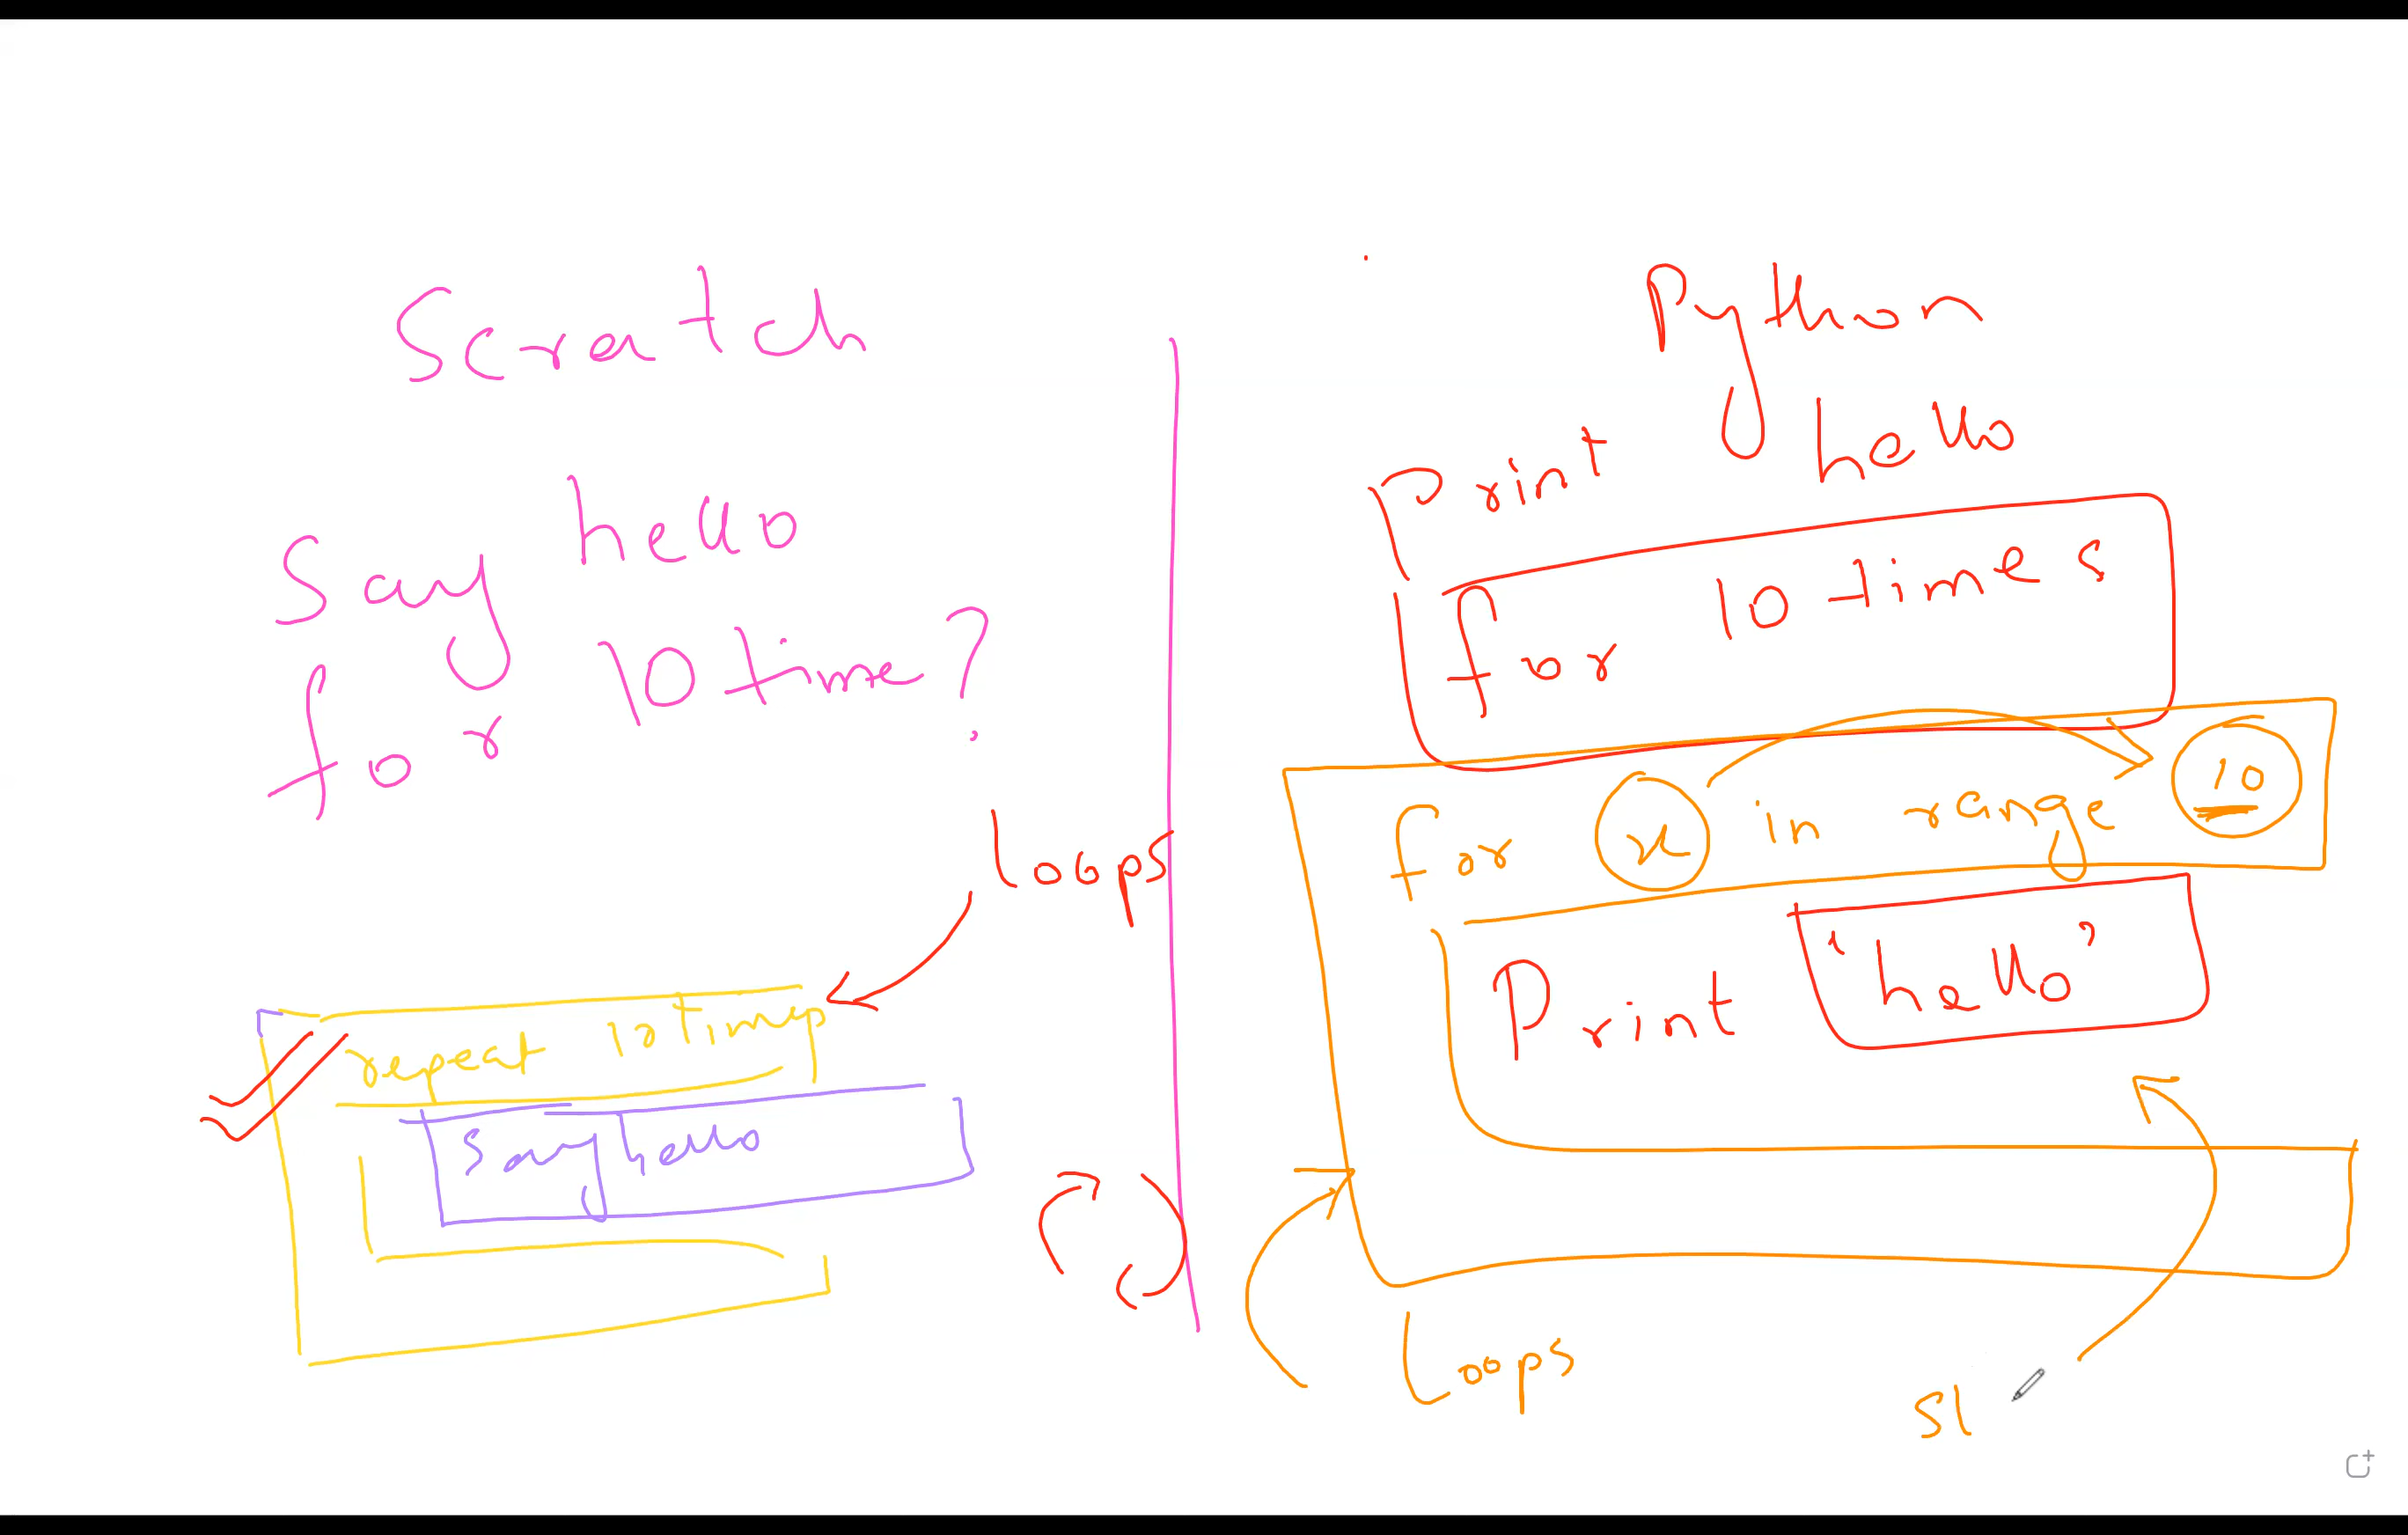 Scratch
Say hello
for 10 time?
loops
repeat 10 times
Say hello
Python
Print hello
for 10 times
for x in range 10
Print "hello"
Loops